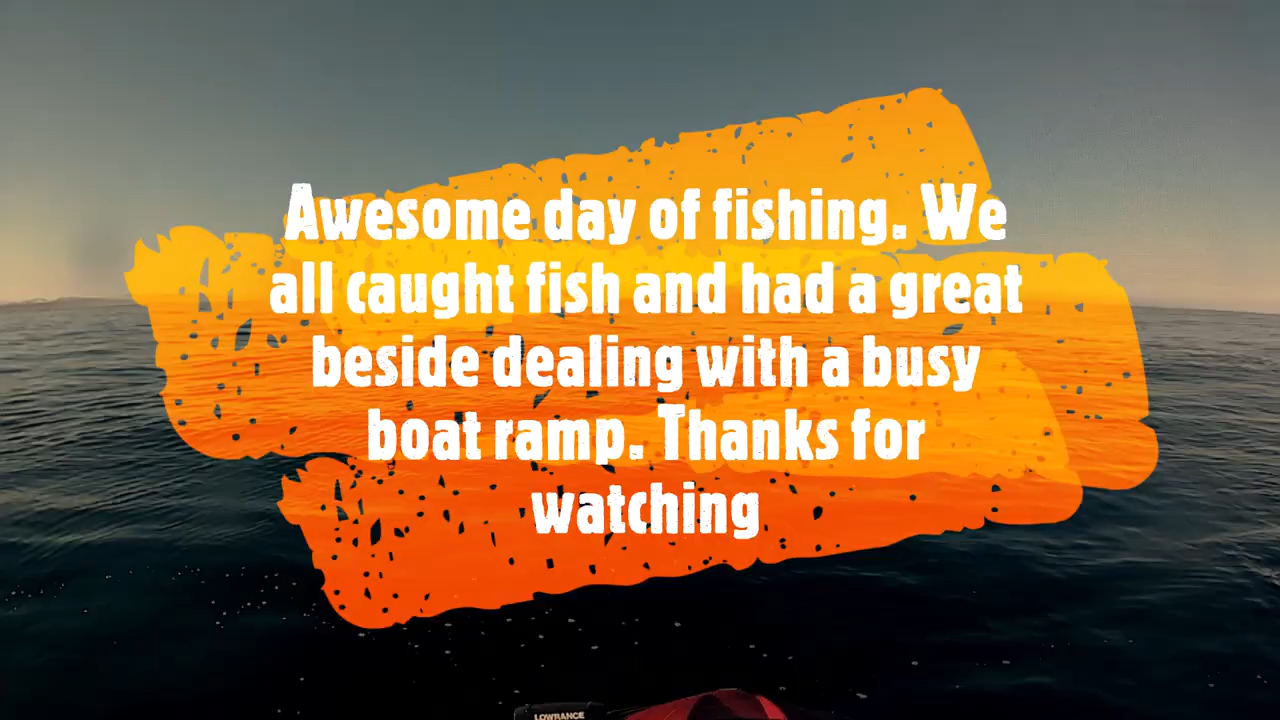 Awesome day of fishing. We
all caught fish and had a great
beside dealing with a busy
boat ramp. Thanks for
watching
LOWRANCE